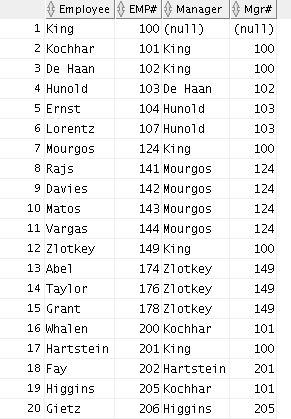 Employee EMP# Manager Mgr#
1 King 100 (null) (null)
2 Kochhar 101 King 100
3 De Haan 102 King 100
4 Hunold 103 De Haan 102
5 Ernst 104 Hunold 103
6 Lorentz 107 Hunold 103
7 Mourgos 124 King 100
8 Rajs 141 Mourgos 124
9 Davies 142 Mourgos 124
10 Matos 143 Mourgos 124
11 Vargas 144 Mourgos 124
12 Zlotkey 149 King 100
13 Abel 174 Zlotkey 149
14 Taylor 176 Zlotkey 149
15 Grant 178 Zlotkey 149
16 Whalen 200 Kochhar 101
17 Hartstein 201 King 100
18 Fay 202 Hartstein 201
19 Higgins 205 Kochhar 101
20 Gietz 206 Higgins 205